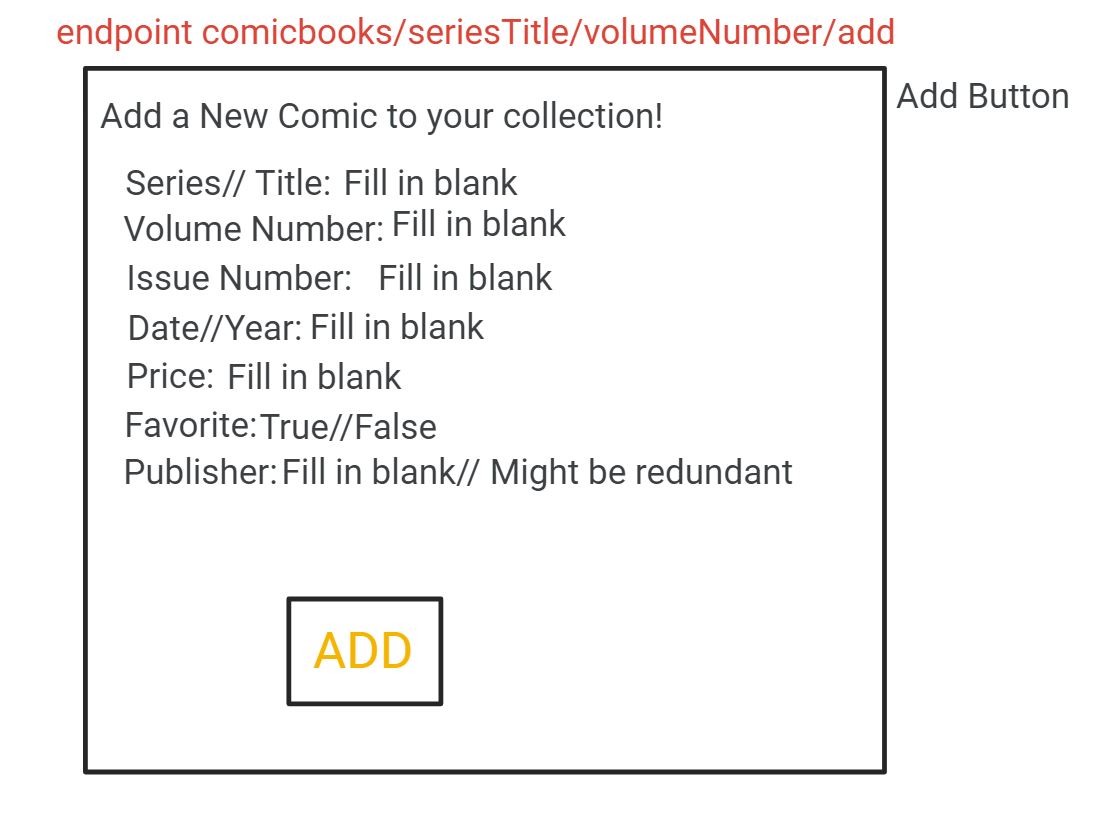 endpoint comicbooks/seriesTitle/volumeNumber/add
Add Button
Add a New Comic to your collection!
Series// Title: Fill in blank
Volume Number: Fill in blank
Issue Number: Fill in blank
Date//Year: Fill in blank
Price: Fill in blank
Favorite: True//False
Publisher: Fill in blank// Might be redundant
ADD